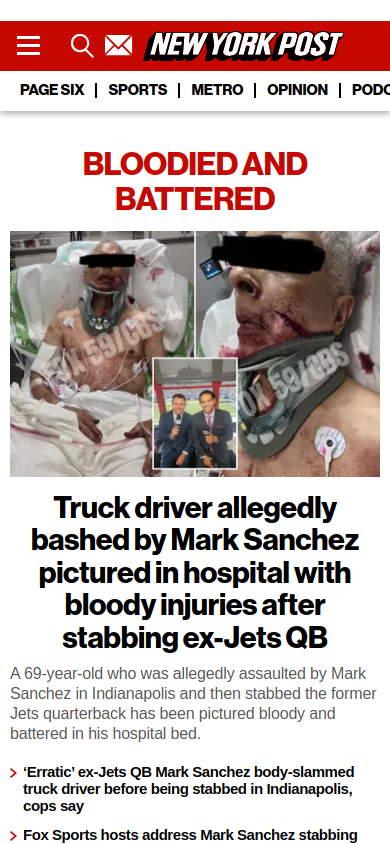 NEW YORK POST
PAGE SIX
SPORTS
METRO
OPINION
PODC
BLOODIED AND
BATTERED
FOX 59/CBS 4
FOX 59/CBS 4
Truck driver allegedly
bashed by Mark Sanchez
pictured in hospital with
bloody injuries after
stabbing ex-Jets QB
A 69-year-old who was allegedly assaulted by Mark
Sanchez in Indianapolis and then stabbed the former
Jets quarterback has been pictured bloody and
battered in his hospital bed.
‘Erratic’ ex-Jets QB Mark Sanchez body-slammed
truck driver before being stabbed in Indianapolis,
cops say
Fox Sports hosts address Mark Sanchez stabbing